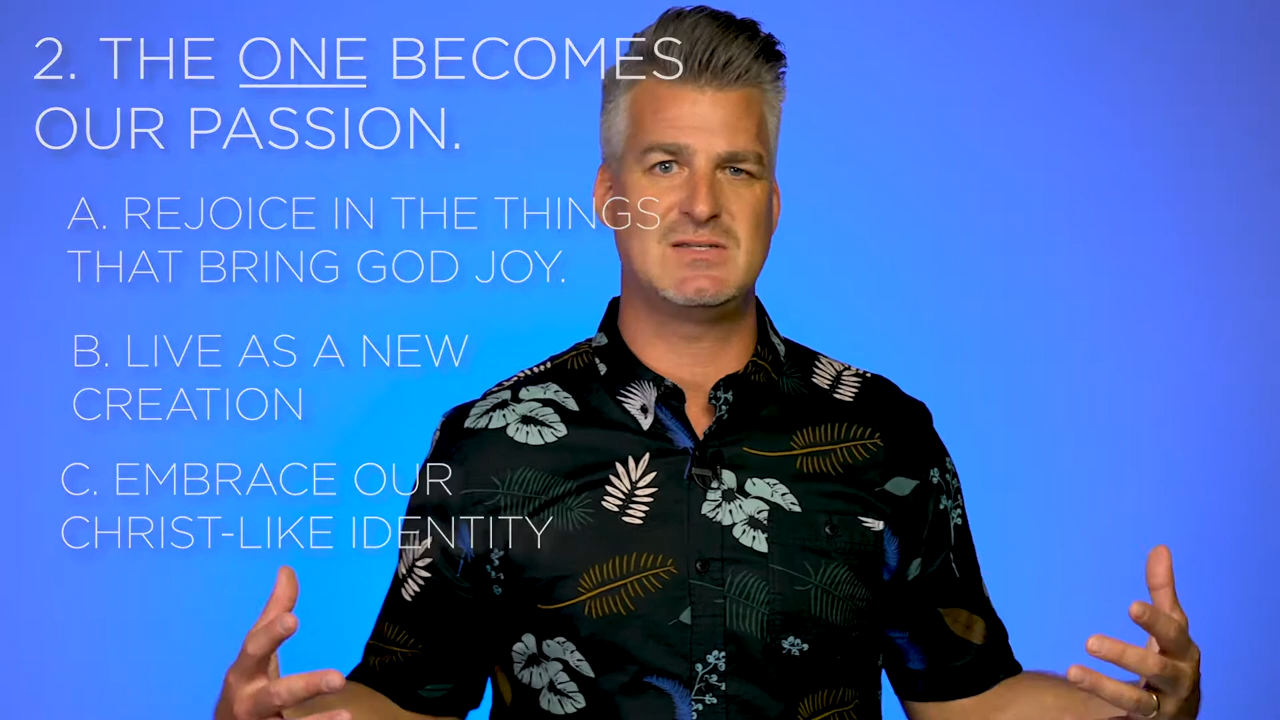 2. THE ONE BECOMES
OUR PASSION.
A. REJOICE IN THE THINGS
THAT BRING GOD JOY.
B. LIVE AS A NEW
CREATION
C. EMBRACE OUR
CHRIST-LIKE IDENTITY